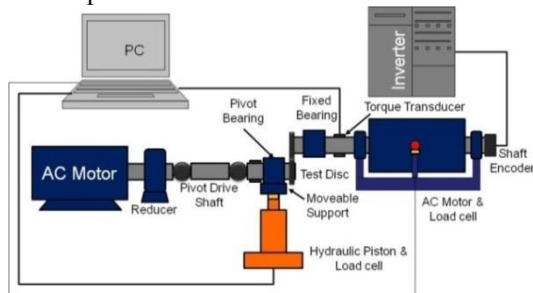 PC
Inverter
Pivot
Bearing
Fixed
Bearing
Torque Transducer
AC Motor
Reducer
Pivot Drive
Shaft
Test Disc
Moveable
Support
Shaft
Encoder
AC Motor &
Load cell
Hydraulic Piston &
Load cell